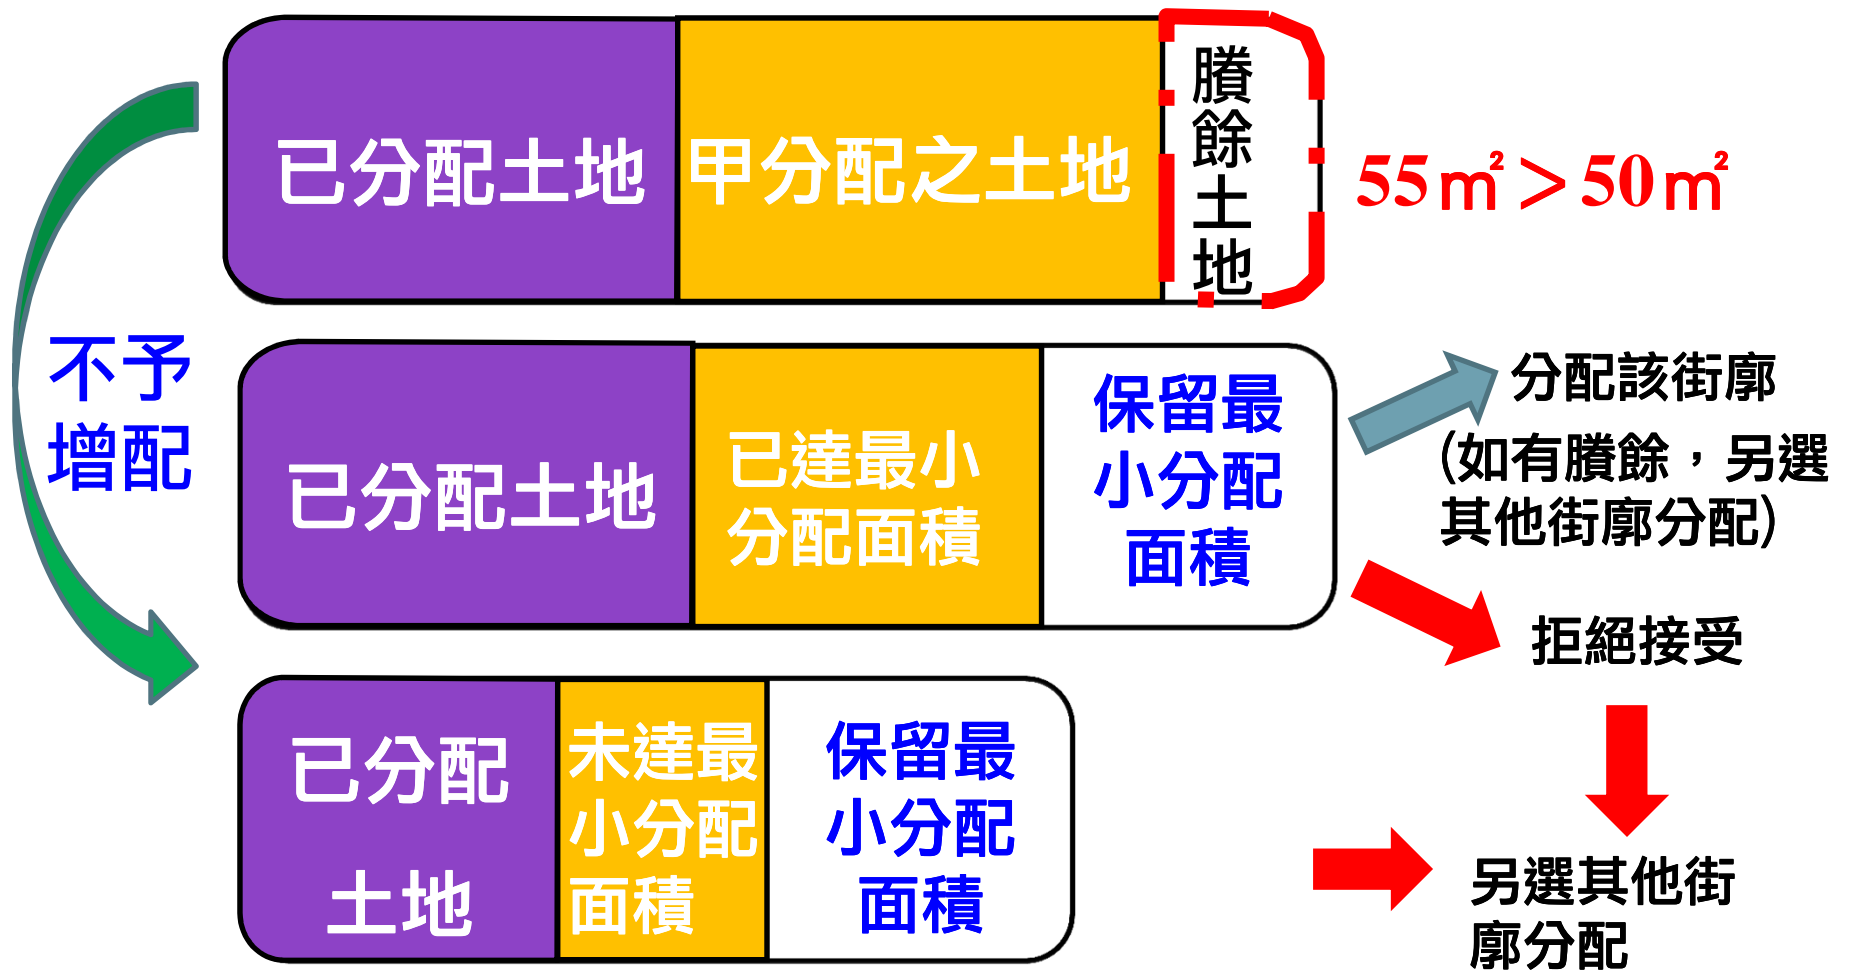 已分配土地
甲分配之土地
賸
餘
土
地
55㎡>50㎡
不予
增配
已分配土地
已達最小
分配面積
保留最
小分配
面積
分配該街廓
(如有賸餘，另選
其他街廓分配)
拒絕接受
已分配
土地
未達最
小分配
面積
保留最
小分配
面積
另選其他街
廓分配